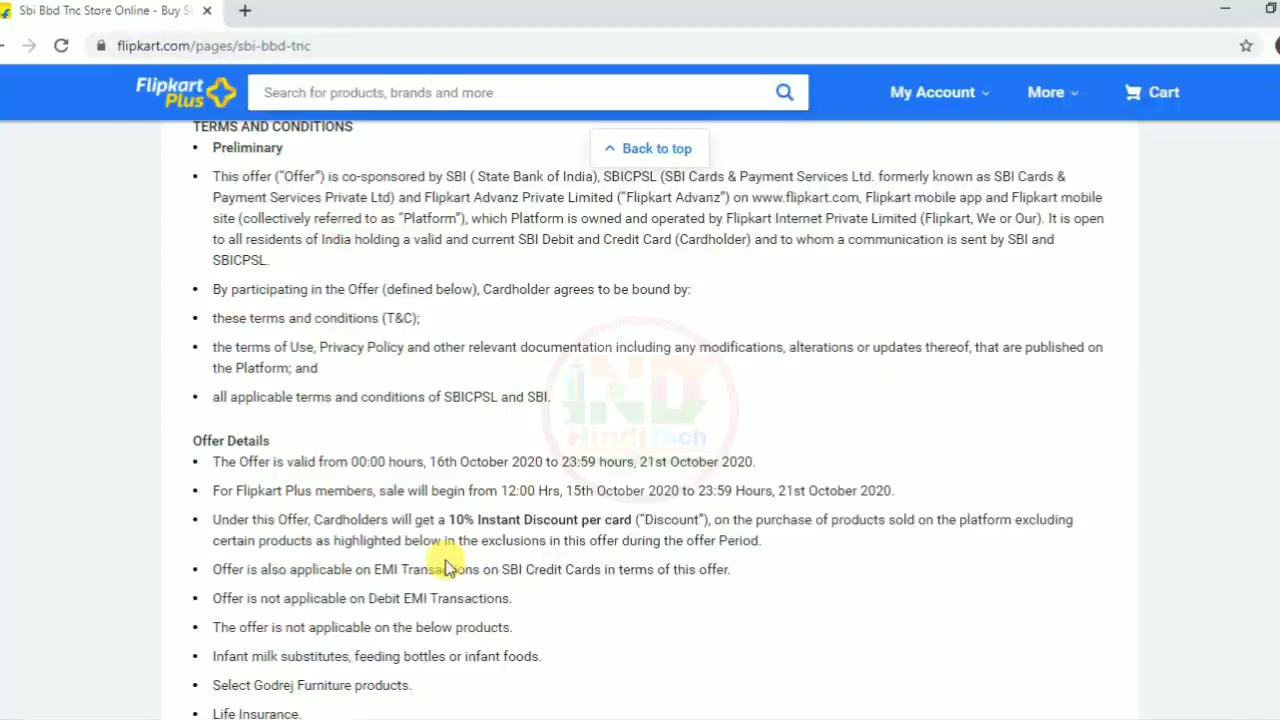 Sbi Bbd Tnc Store Online - Buy S
flipkart.com/pages/sbi-bbd-tnc
Flipkart
Plus
Search for products, brands and more
My Account
More
Cart
TERMS AND CONDITIONS
Back to top
• Preliminary
• This offer (“Offer”) is co-sponsored by SBI ( State Bank of India), SBICPSL (SBI Cards & Payment Services Ltd. formerly known as SBI Cards &
Payment Services Private Ltd) and Flipkart Advanz Private Limited (“Flipkart Advanz”) on www.flipkart.com, Flipkart mobile app and Flipkart mobile
site (collectively referred to as “Platform”), which Platform is owned and operated by Flipkart Internet Private Limited (Flipkart, We or Our). It is open
to all residents of India holding a valid and current SBI Debit and Credit Card (Cardholder) and to whom a communication is sent by SBI and
SBICPSL.
• By participating in the Offer (defined below), Cardholder agrees to be bound by:
• these terms and conditions (T&C);
• the terms of Use, Privacy Policy and other relevant documentation including any modifications, alterations or updates thereof, that are published on
the Platform; and
• all applicable terms and conditions of SBICPSL and SBI.
iND
HindiTech
Offer Details
• The Offer is valid from 00:00 hours, 16th October 2020 to 23:59 hours, 21st October 2020.
• For Flipkart Plus members, sale will begin from 12:00 Hrs, 15th October 2020 to 23:59 Hours, 21st October 2020.
• Under this Offer, Cardholders will get a 10% Instant Discount per card (“Discount”), on the purchase of products sold on the platform excluding
certain products as highlighted below in the exclusions in this offer during the offer Period.
• Offer is also applicable on EMI Transactions on SBI Credit Cards in terms of this offer.
• Offer is not applicable on Debit EMI Transactions.
• The offer is not applicable on the below products.
• Infant milk substitutes, feeding bottles or infant foods.
• Select Godrej Furniture products.
• Life Insurance.